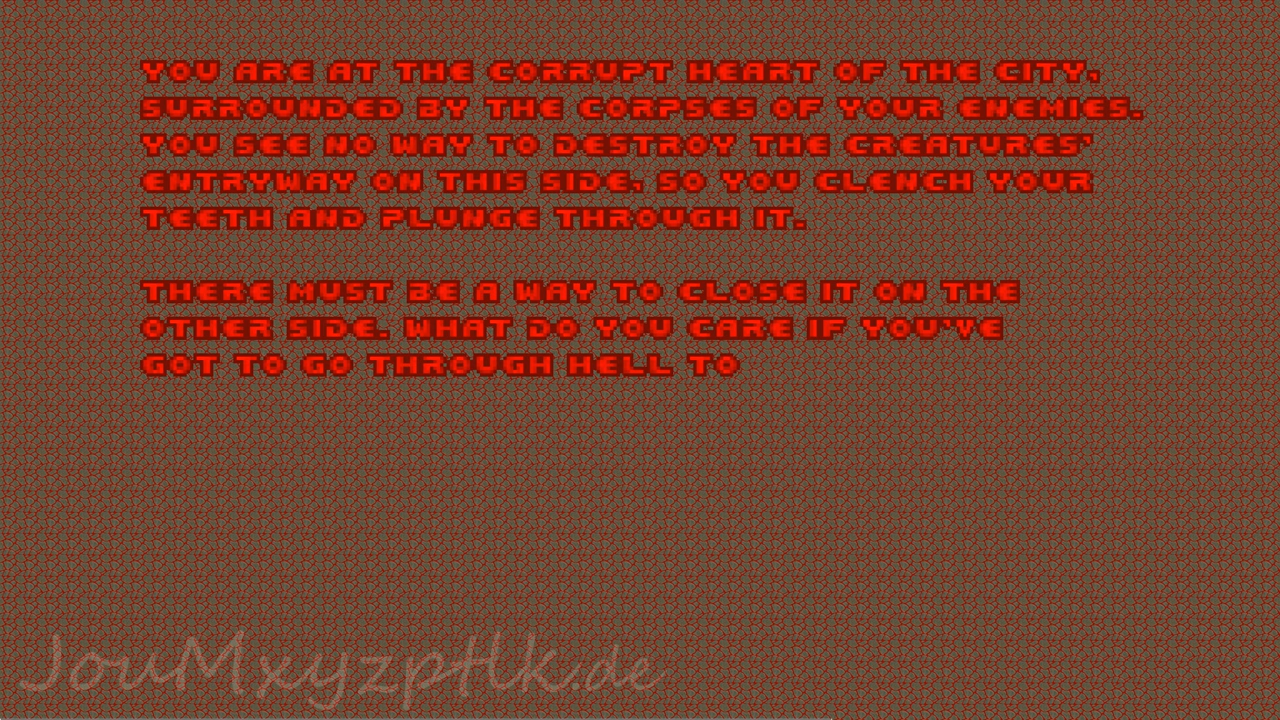 YOU ARE AT THE CORRUPT HEART OF THE CITY,
SURROUNDED BY THE CORPSES OF YOUR ENEMIES.
YOU SEE NO WAY TO DESTROY THE CREATURES'
ENTRYWAY ON THIS SIDE, SO YOU CLENCH YOUR
TEETH AND PLUNGE THROUGH IT.
THERE MUST BE A WAY TO CLOSE IT ON THE
OTHER SIDE. WHAT DO YOU CARE IF YOU'VE
GOT TO GO THROUGH HELL TO
JouMxyzptlk.de